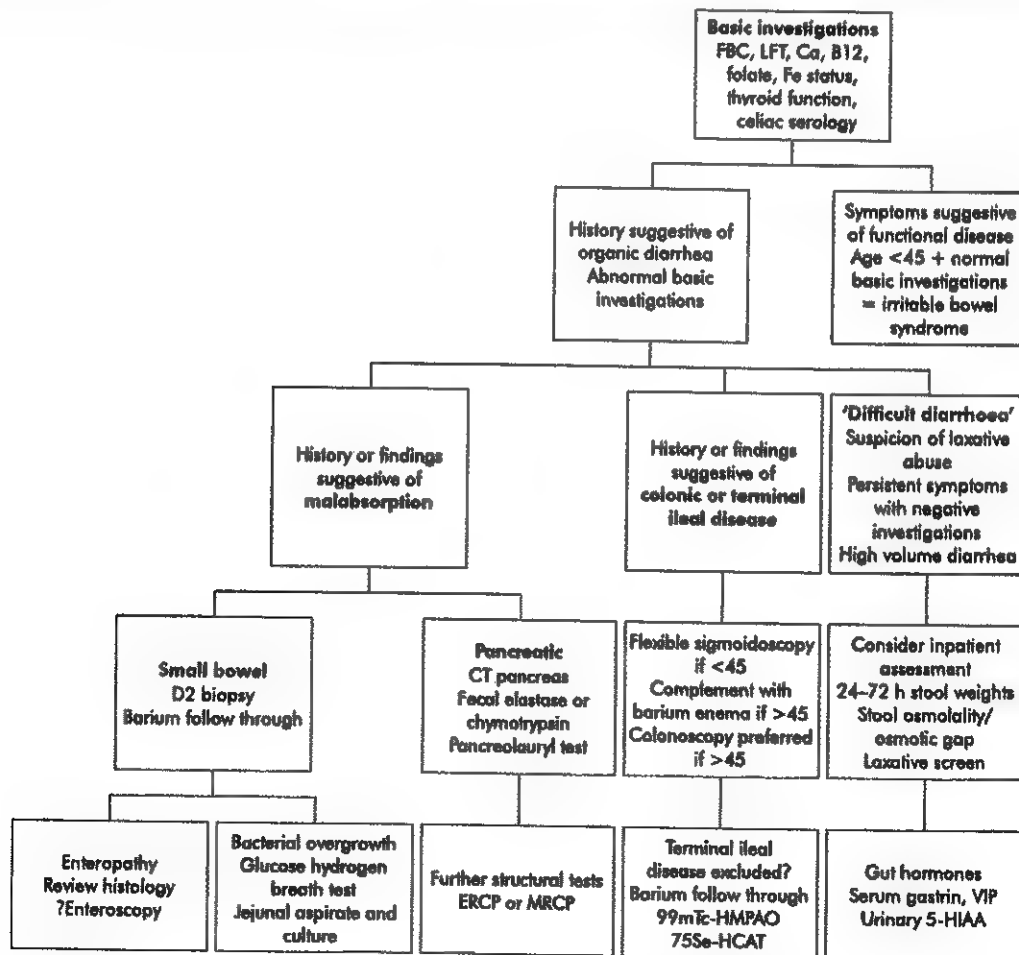 Basic investigations
FBC, LFT, Ca, B12,
folate, Fe status,
thyroid function,
celiac serology
History suggestive of
organic diarrhea
Abnormal basic
investigations
Symptoms suggestive
of functional disease
Age <45 + normal
basic investigations
= irritable bowel
syndrome
History or findings
suggestive of
malabsorption
History or findings
suggestive of
colonic or terminal
ileal disease
'Difficult diarrhoea'
Suspicion of laxative
abuse
Persistent symptoms
with negative
investigations
High volume diarrhea
Small bowel
D2 biopsy
Barium follow through
Pancreatic
CT pancreas
Fecal elastase or
chymotrypsin
Pancreolauryl test
Flexible sigmoidoscopy
if <45
Complement with
barium enema if >45
Colonoscopy preferred
if >45
Consider inpatient
assessment
24–72 h stool weights
Stool osmolality/
osmotic gap
Laxative screen
Enteropathy
Review histology
?Enteroscopy
Bacterial overgrowth
Glucose hydrogen
breath test
Jejunal aspirate and
culture
Further structural tests
ERCP or MRCP
Terminal ileal
disease excluded?
Barium follow through
99mTc-HMPAO
75Se-HCAT
Gut hormones
Serum gastrin, VIP
Urinary 5-HIAA